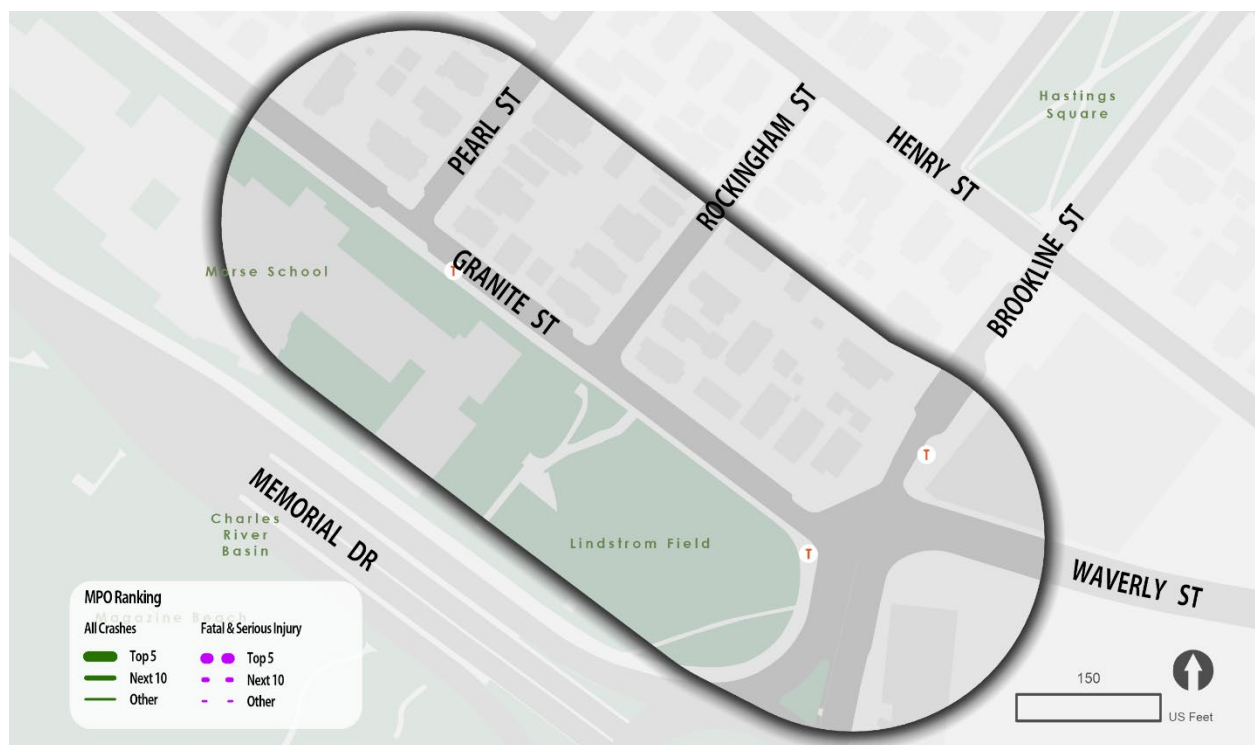 Hastings
Square
PEARL ST
ROCKINGHAM ST
HENRY ST
BROOKLINE ST
Morse School
T
GRANITE ST
T
T
Lindstrom Field
MEMORIAL DR
Charles
River
Basin
WAVERLY ST
Magazine Beach
MPO Ranking
All Crashes
Fatal & Serious Injury
Top 5
Top 5
Next 10
Next 10
Other
Other
150
US Feet